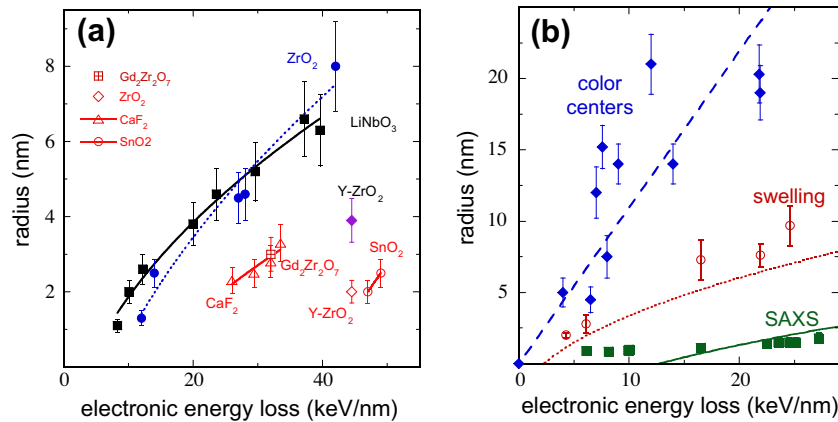 (a)
ZrO₂
Gd₂Zr₂O₇
ZrO₂
CaF₂
SnO2
LiNbO₃
Y-ZrO₂
SnO₂
Gd₂Zr₂O₇
CaF₂
Y-ZrO₂
radius (nm)
8
6
4
2
0
20
40
electronic energy loss (keV/nm)
(b)
color
centers
swelling
SAXS
radius (nm)
25
20
15
10
5
0
0
10
20
electronic energy loss (keV/nm)